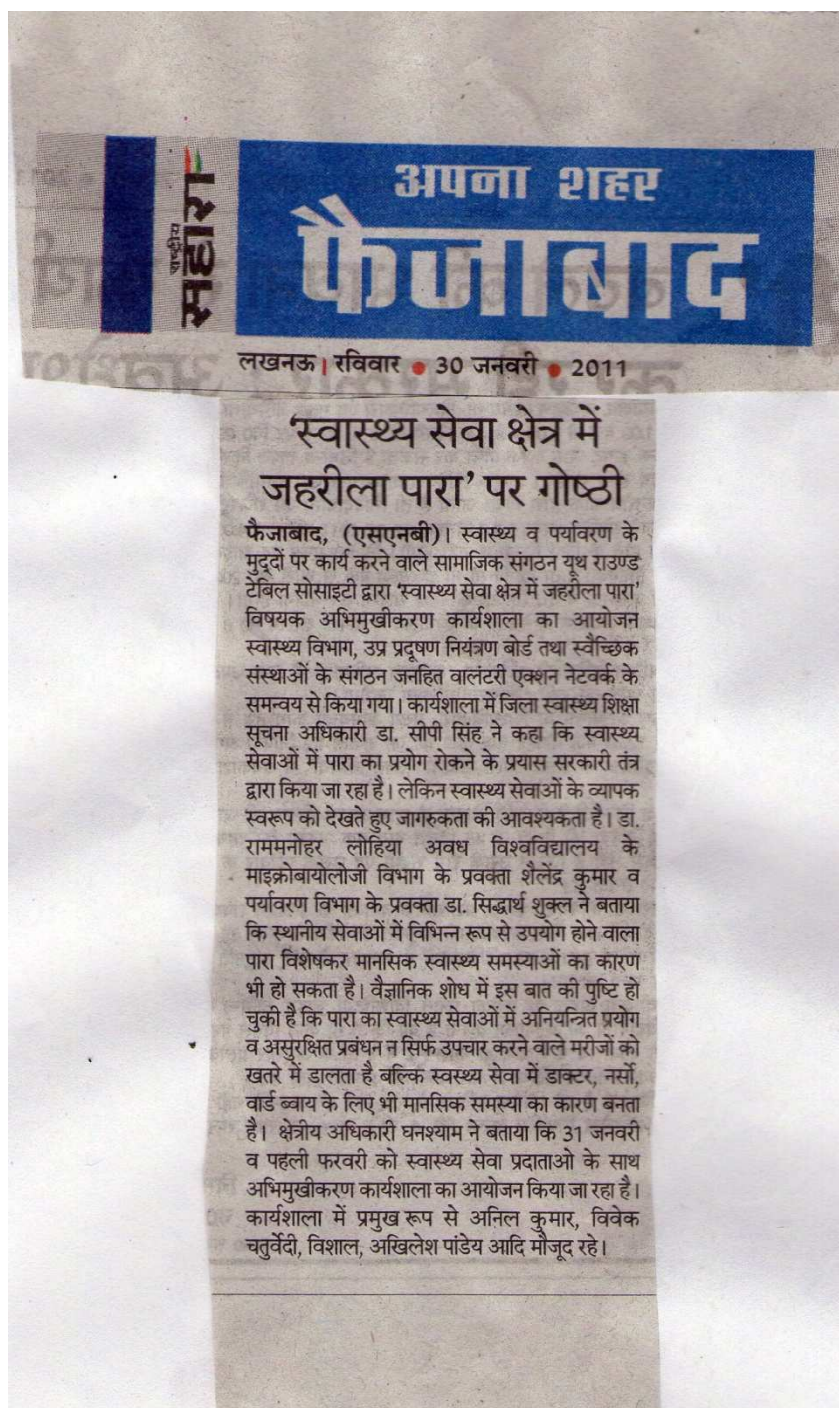 राष्ट्रीय
सहारा
अपना शहर
फैजाबाद
लखनऊ। रविवार • 30 जनवरी • 2011
'स्वास्थ्य सेवा क्षेत्र में
जहरीला पारा' पर गोष्ठी
फैजाबाद, (एसएनबी)। स्वास्थ्य व पर्यावरण के
मुद्दों पर कार्य करने वाले सामाजिक संगठन यूथ राउण्ड
टेबिल सोसाइटी द्वारा 'स्वास्थ्य सेवा क्षेत्र में जहरीला पारा'
विषयक अभिमुखीकरण कार्यशाला का आयोजन
स्वास्थ्य विभाग, उप्र प्रदूषण नियंत्रण बोर्ड तथा स्वैच्छिक
संस्थाओं के संगठन जनहित वालंटरी एक्शन नेटवर्क के
समन्वय से किया गया। कार्यशाला में जिला स्वास्थ्य शिक्षा
सूचना अधिकारी डा. सीपी सिंह ने कहा कि स्वास्थ्य
सेवाओं में पारा का प्रयोग रोकने के प्रयास सरकारी तंत्र
द्वारा किया जा रहा है। लेकिन स्वास्थ्य सेवाओं के व्यापक
स्वरूप को देखते हुए जागरुकता की आवश्यकता है। डा.
राममनोहर लोहिया अवध विश्वविद्यालय के
माइक्रोबायोलोजी विभाग के प्रवक्ता शैलेंद्र कुमार व
पर्यावरण विभाग के प्रवक्ता डा. सिद्धार्थ शुक्ल ने बताया
कि स्थानीय सेवाओं में विभिन्न रूप से उपयोग होने वाला
पारा विशेषकर मानसिक स्वास्थ्य समस्याओं का कारण
भी हो सकता है। वैज्ञानिक शोध में इस बात की पुष्टि हो
चुकी है कि पारा का स्वास्थ्य सेवाओं में अनियन्त्रित प्रयोग
व असुरक्षित प्रबंधन न सिर्फ उपचार करने वाले मरीजों को
खतरे में डालता है बल्कि स्वस्थ्य सेवा में डाक्टर, नर्सो,
वार्ड ब्वाय के लिए भी मानसिक समस्या का कारण बनता
है। क्षेत्रीय अधिकारी घनश्याम ने बताया कि 31 जनवरी
व पहली फरवरी को स्वास्थ्य सेवा प्रदाताओ के साथ
अभिमुखीकरण कार्यशाला का आयोजन किया जा रहा है।
कार्यशाला में प्रमुख रूप से अनिल कुमार, विवेक
चतुर्वेदी, विशाल, अखिलेश पांडेय आदि मौजूद रहे।